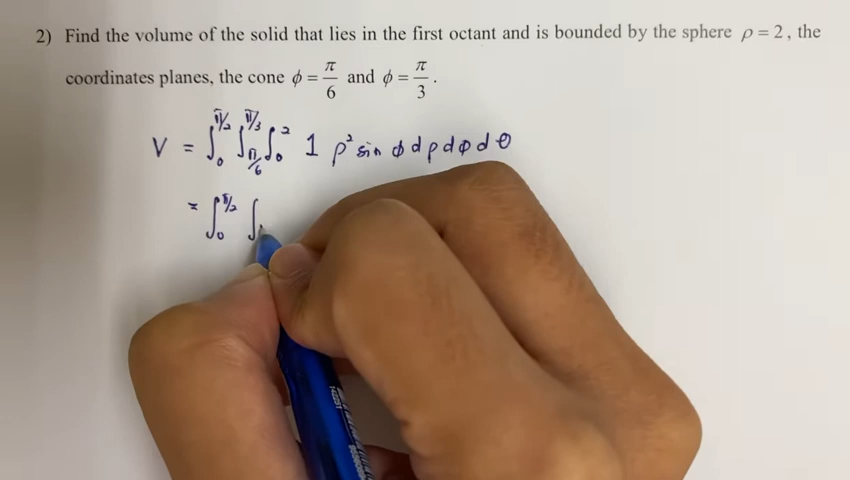 2) Find the volume of the solid that lies in the first octant and is bounded by the sphere ρ = 2 , the
coordinates planes, the cone ϕ = π/6 and ϕ = π/3 .
V = ∫₀^{π/2} ∫_{π/6}^{π/3} ∫₀² 1 ρ² sin ϕ dρ dϕ dθ
= ∫₀^{π/2} ∫